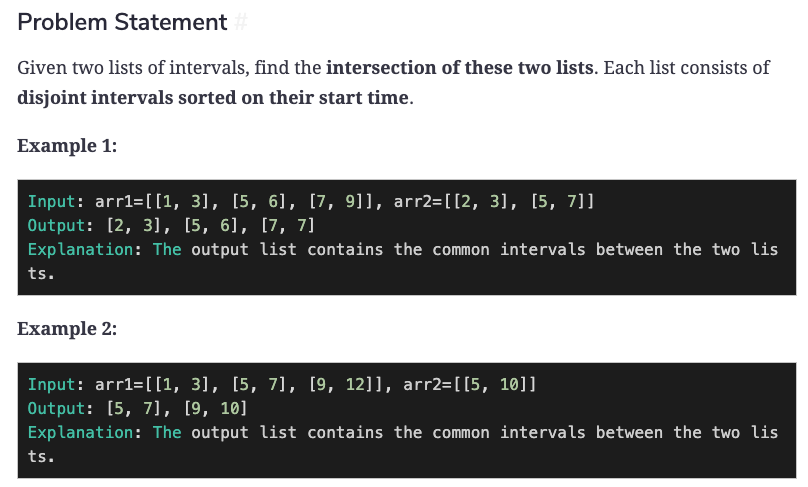 Problem Statement #
Given two lists of intervals, find the intersection of these two lists. Each list consists of
disjoint intervals sorted on their start time.
Example 1:
Input: arr1=[[1, 3], [5, 6], [7, 9]], arr2=[[2, 3], [5, 7]]
Output: [2, 3], [5, 6], [7, 7]
Explanation: The output list contains the common intervals between the two lis
ts.
Example 2:
Input: arr1=[[1, 3], [5, 7], [9, 12]], arr2=[[5, 10]]
Output: [5, 7], [9, 10]
Explanation: The output list contains the common intervals between the two lis
ts.